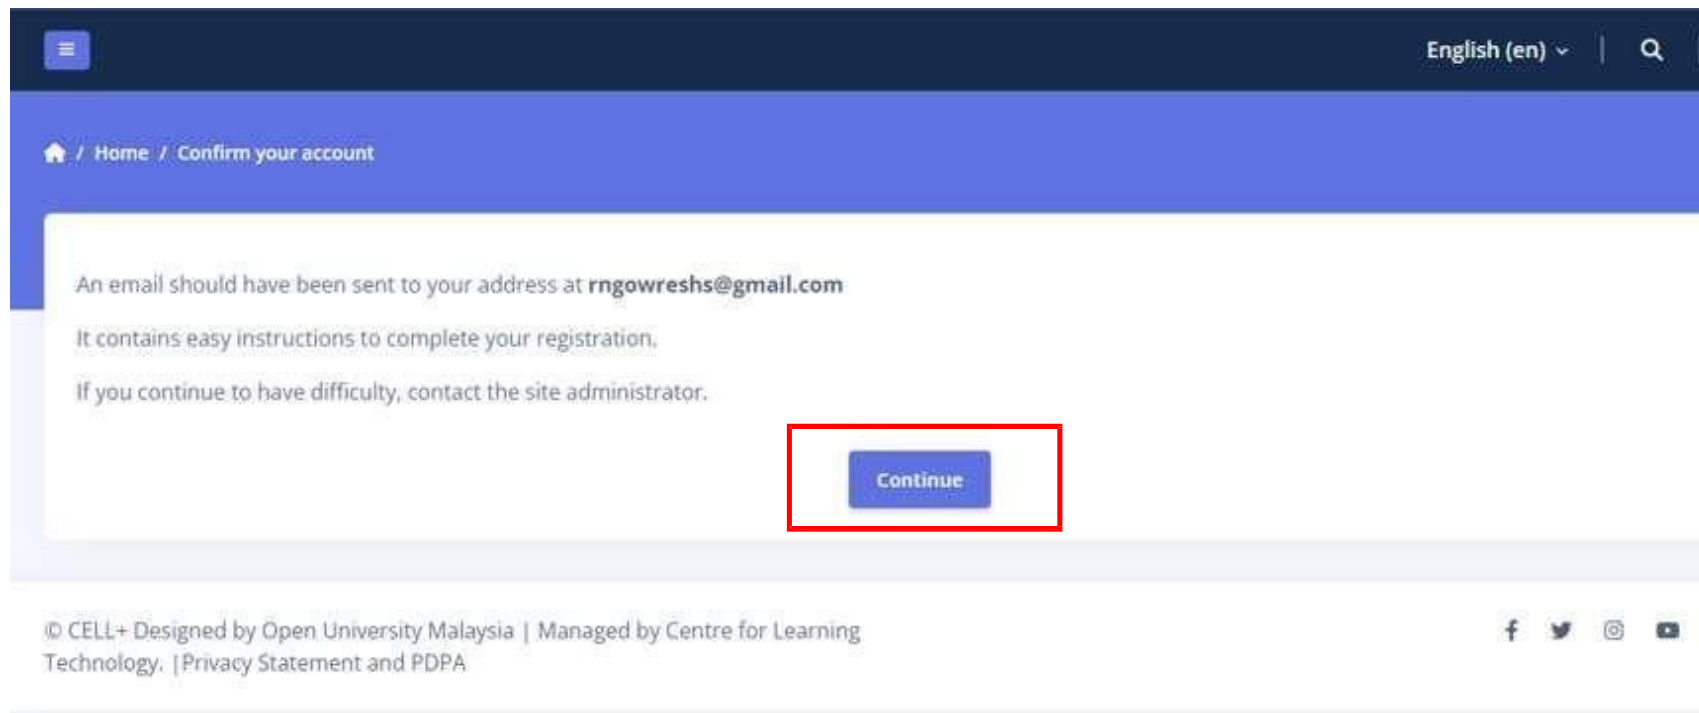 English (en)
/ Home / Confirm your account
An email should have been sent to your address at rngowreshs@gmail.com
It contains easy instructions to complete your registration.
If you continue to have difficulty, contact the site administrator.
Continue
© CELL+ Designed by Open University Malaysia | Managed by Centre for Learning
Technology. |Privacy Statement and PDPA